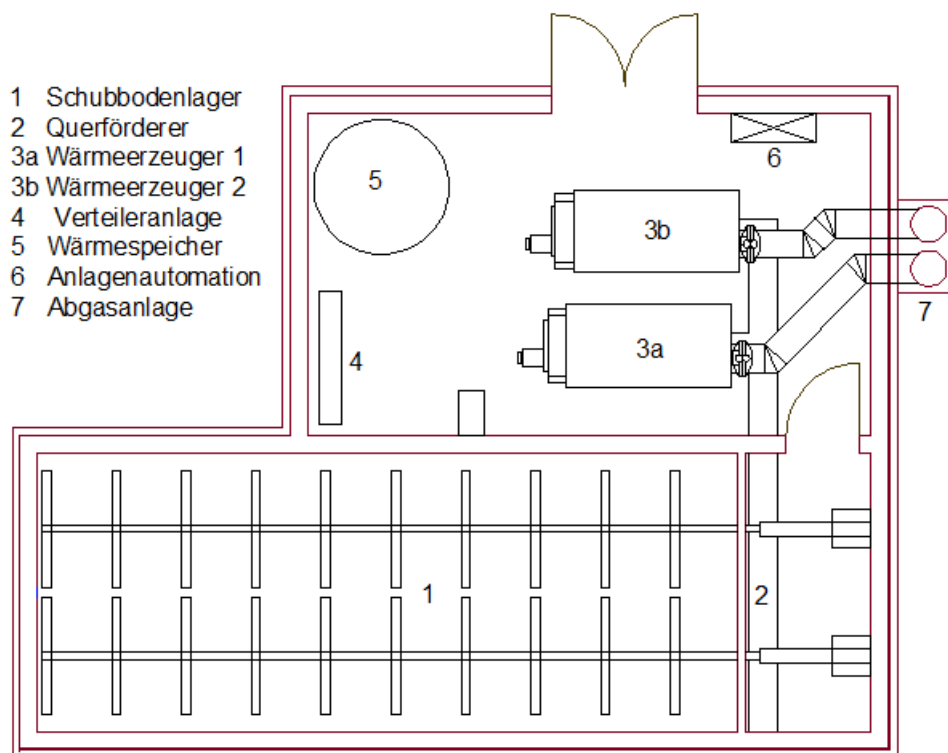 1 Schubbodenlager
2 Querförderer
3a Wärmeerzeuger 1
3b Wärmeerzeuger 2
4 Verteileranlage
5 Wärmespeicher
6 Anlagenautomation
7 Abgasanlage
6
5
3b
7
3a
4
1
2